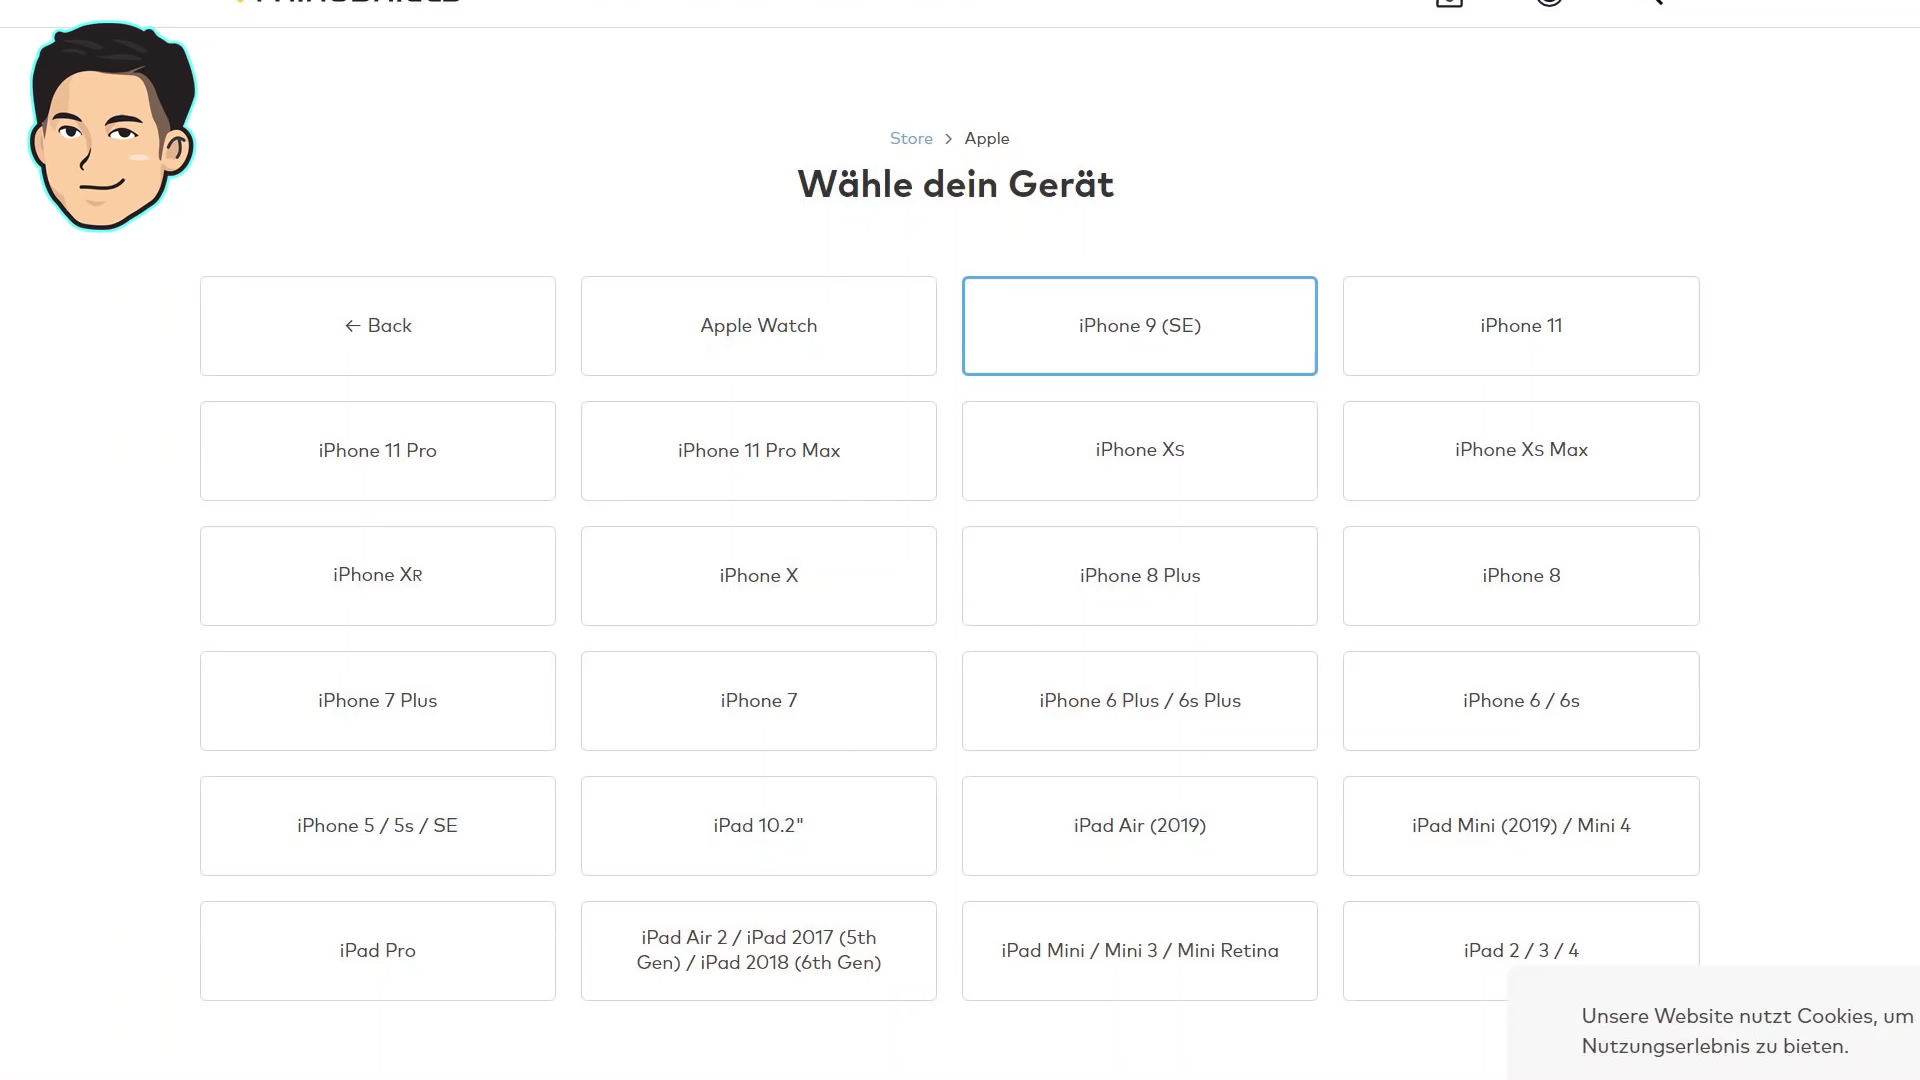 Store > Apple
Wähle dein Gerät
← Back
Apple Watch
iPhone 9 (SE)
iPhone 11
iPhone 11 Pro
iPhone 11 Pro Max
iPhone Xs
iPhone Xs Max
iPhone XR
iPhone X
iPhone 8 Plus
iPhone 8
iPhone 7 Plus
iPhone 7
iPhone 6 Plus / 6s Plus
iPhone 6 / 6s
iPhone 5 / 5s / SE
iPad 10.2"
iPad Air (2019)
iPad Mini (2019) / Mini 4
iPad Pro
iPad Air 2 / iPad 2017 (5th
Gen) / iPad 2018 (6th Gen)
iPad Mini / Mini 3 / Mini Retina
iPad 2 / 3 / 4
Unsere Website nutzt Cookies, um
Nutzungserlebnis zu bieten.